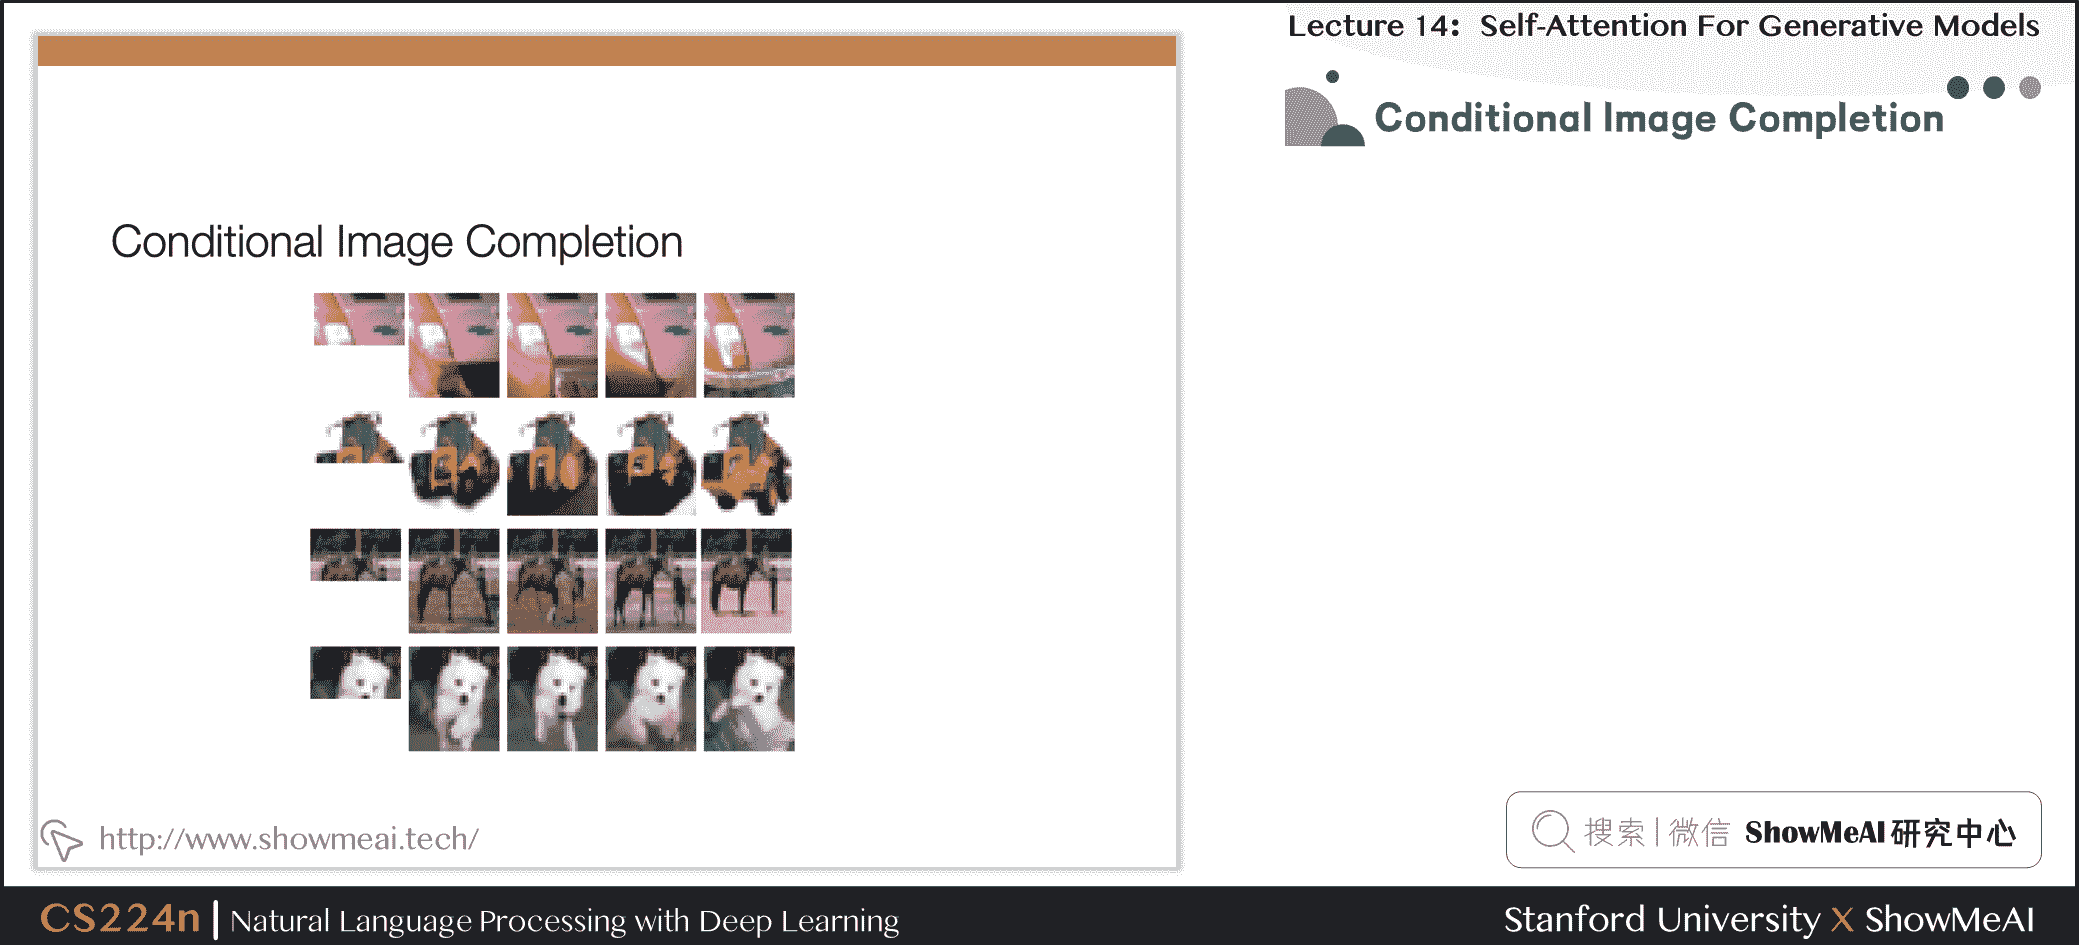 Lecture 14: Self-Attention For Generative Models
Conditional Image Completion
Conditional Image Completion
http://www.showmeai.tech/
搜索 | 微信 ShowMeAI 研究中心
CS224n | Natural Language Processing with Deep Learning
Stanford University X ShowMeAI